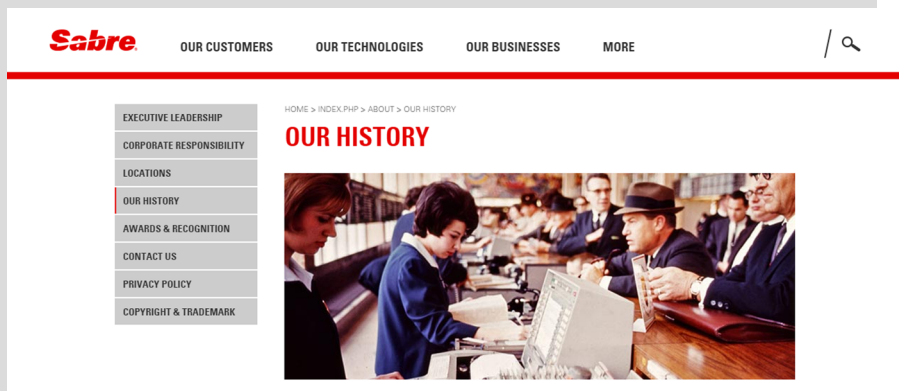 Sabre
OUR CUSTOMERS
OUR TECHNOLOGIES
OUR BUSINESSES
MORE
EXECUTIVE LEADERSHIP
CORPORATE RESPONSIBILITY
LOCATIONS
OUR HISTORY
AWARDS & RECOGNITION
CONTACT US
PRIVACY POLICY
COPYRIGHT & TRADEMARK
HOME > INDEX.PHP > ABOUT > OUR HISTORY
OUR HISTORY